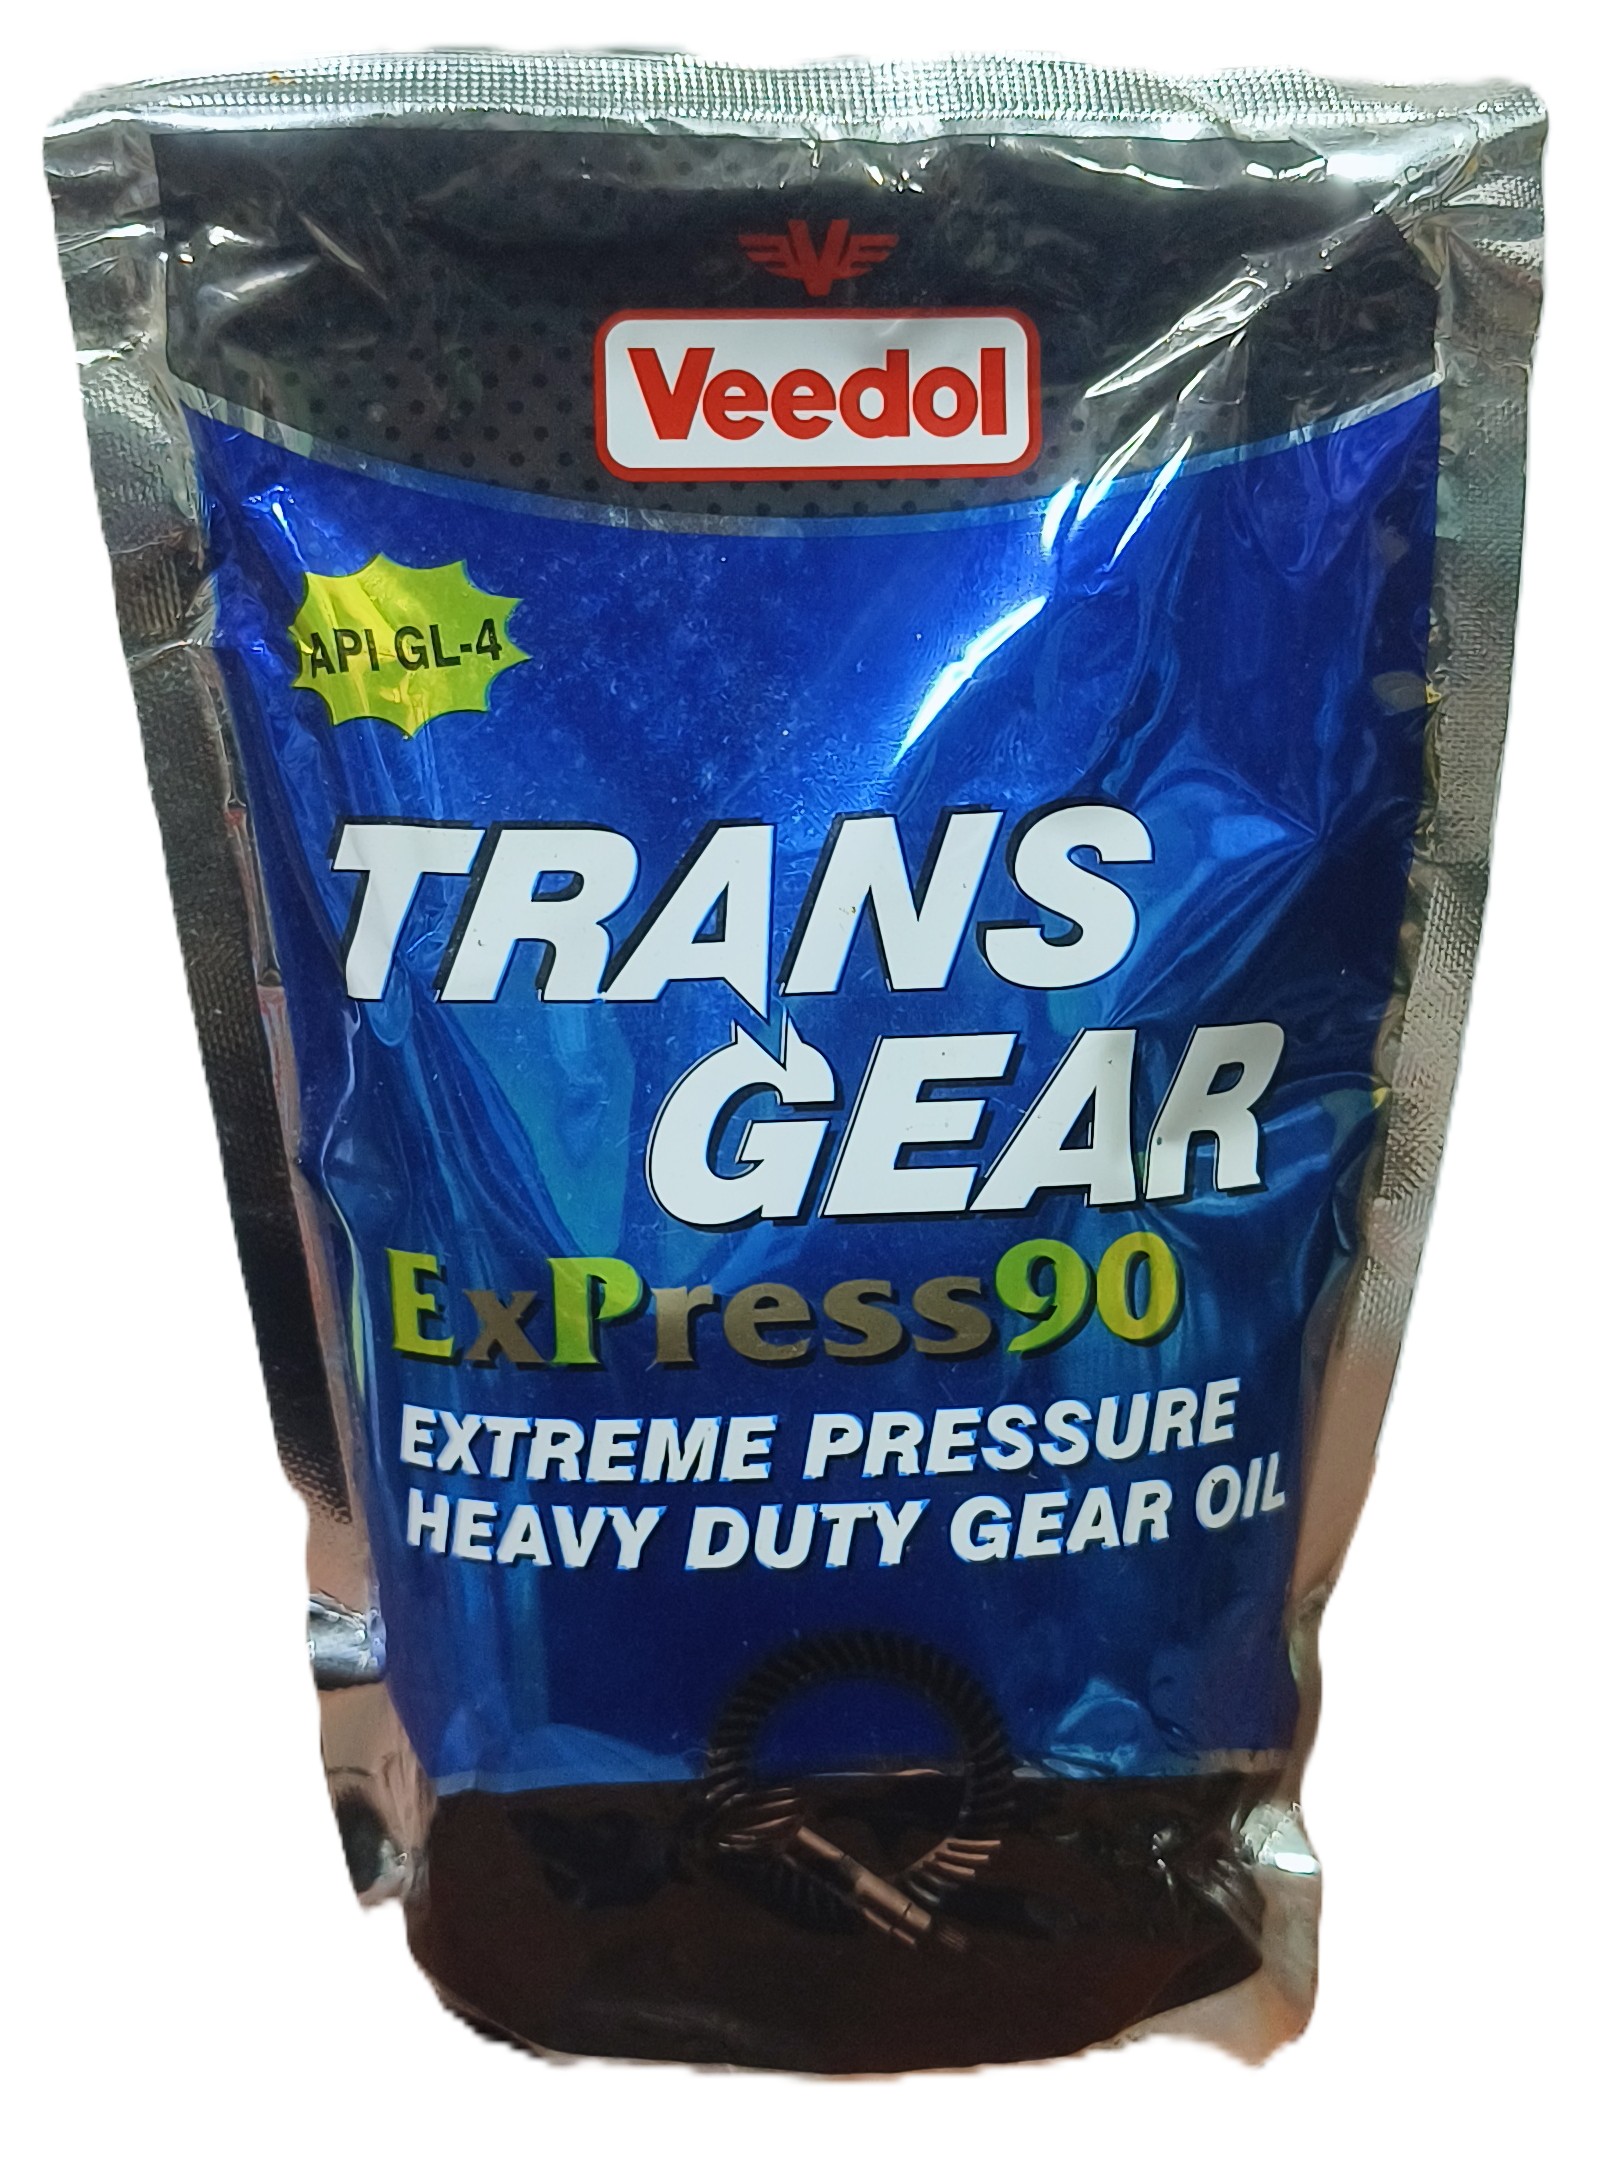 Veedol
API GL-4
TRANS
GEAR
ExPress90
EXTREME PRESSURE
HEAVY DUTY GEAR OIL